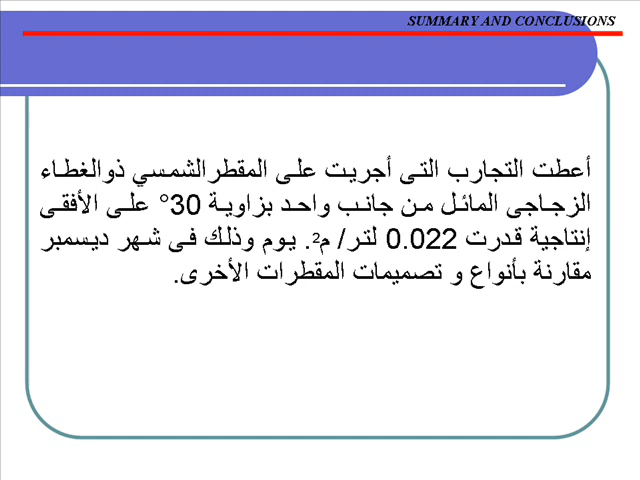 SUMMARY AND CONCLUSIONS
أعطت التجارب التى أجريت على المقطرالشمسي ذوالغطاء
الزجاجى المائل من جانب واحد بزاوية 30° على الأفقى
إنتاجية قدرت 0.022 لتر/ م2. يوم وذلك فى شهر ديسمبر
مقارنة بأنواع و تصميمات المقطرات الأخرى.